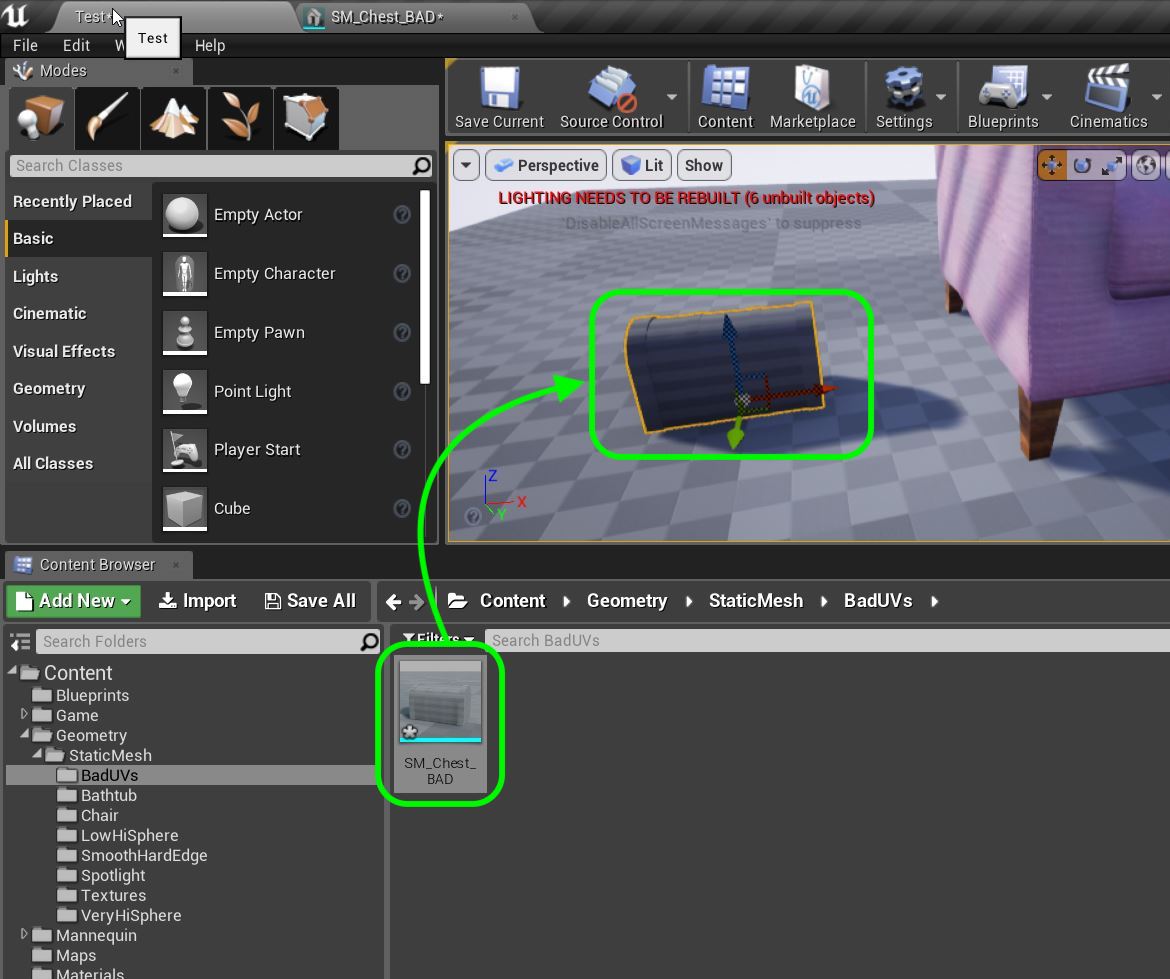 Test*
SM_Chest_BAD*
Test
File Edit W Help
Modes
Save Current
Source Control
Content
Marketplace
Settings
Blueprints
Cinematics
Search Classes
Recently Placed
Basic
Lights
Cinematic
Visual Effects
Geometry
Volumes
All Classes
Empty Actor
Empty Character
Empty Pawn
Point Light
Player Start
Cube
Perspective
Lit
Show
LIGHTING NEEDS TO BE REBUILT (6 unbuilt objects)
'DisableAllScreenMessages' to suppress
Z
X
Y
Content Browser
Add New
Import
Save All
Content
Geometry
StaticMesh
BadUVs
Search Folders
Filters
Search BadUVs
Content
Blueprints
Game
Geometry
StaticMesh
BadUVs
Bathtub
Chair
LowHiSphere
SmoothHardEdge
Spotlight
Textures
VeryHiSphere
Mannequin
Maps
Materials
SM_Chest_
BAD